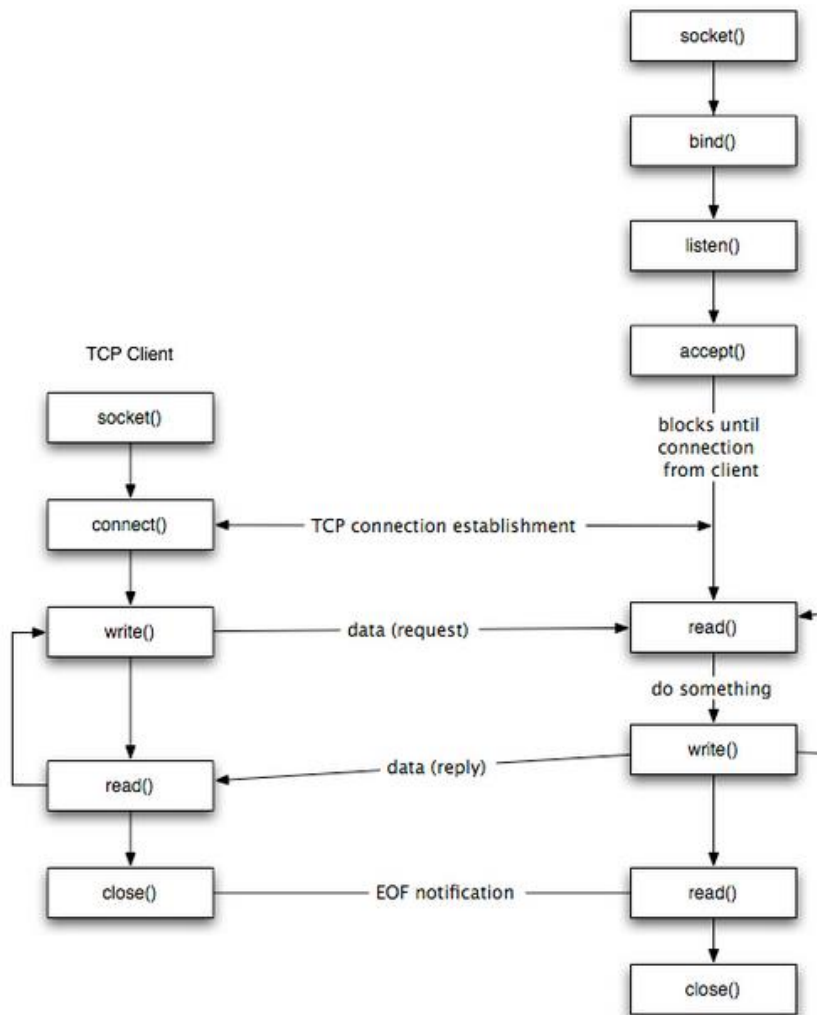 socket()
bind()
listen()
accept()
TCP Client
socket()
blocks until
connection
from client
connect()
TCP connection establishment
write()
data (request)
read()
do something
write()
data (reply)
read()
close()
EOF notification
read()
close()